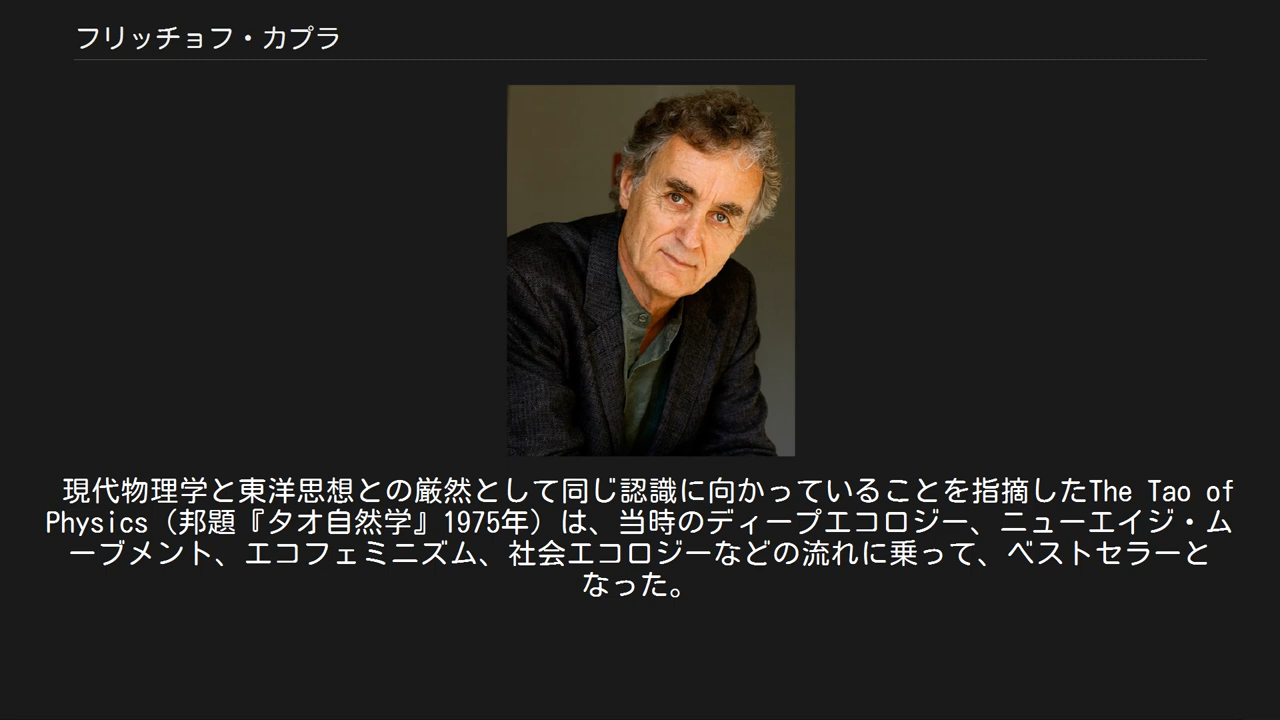 フリッチョフ・カプラ
現代物理学と東洋思想との厳然として同じ認識に向かっていることを指摘したThe Tao of
Physics（邦題『タオ自然学』1975年）は、当時のディープエコロジー、ニューエイジ・ム
ーブメント、エコフェミニズム、社会エコロジーなどの流れに乗って、ベストセラーと
なった。